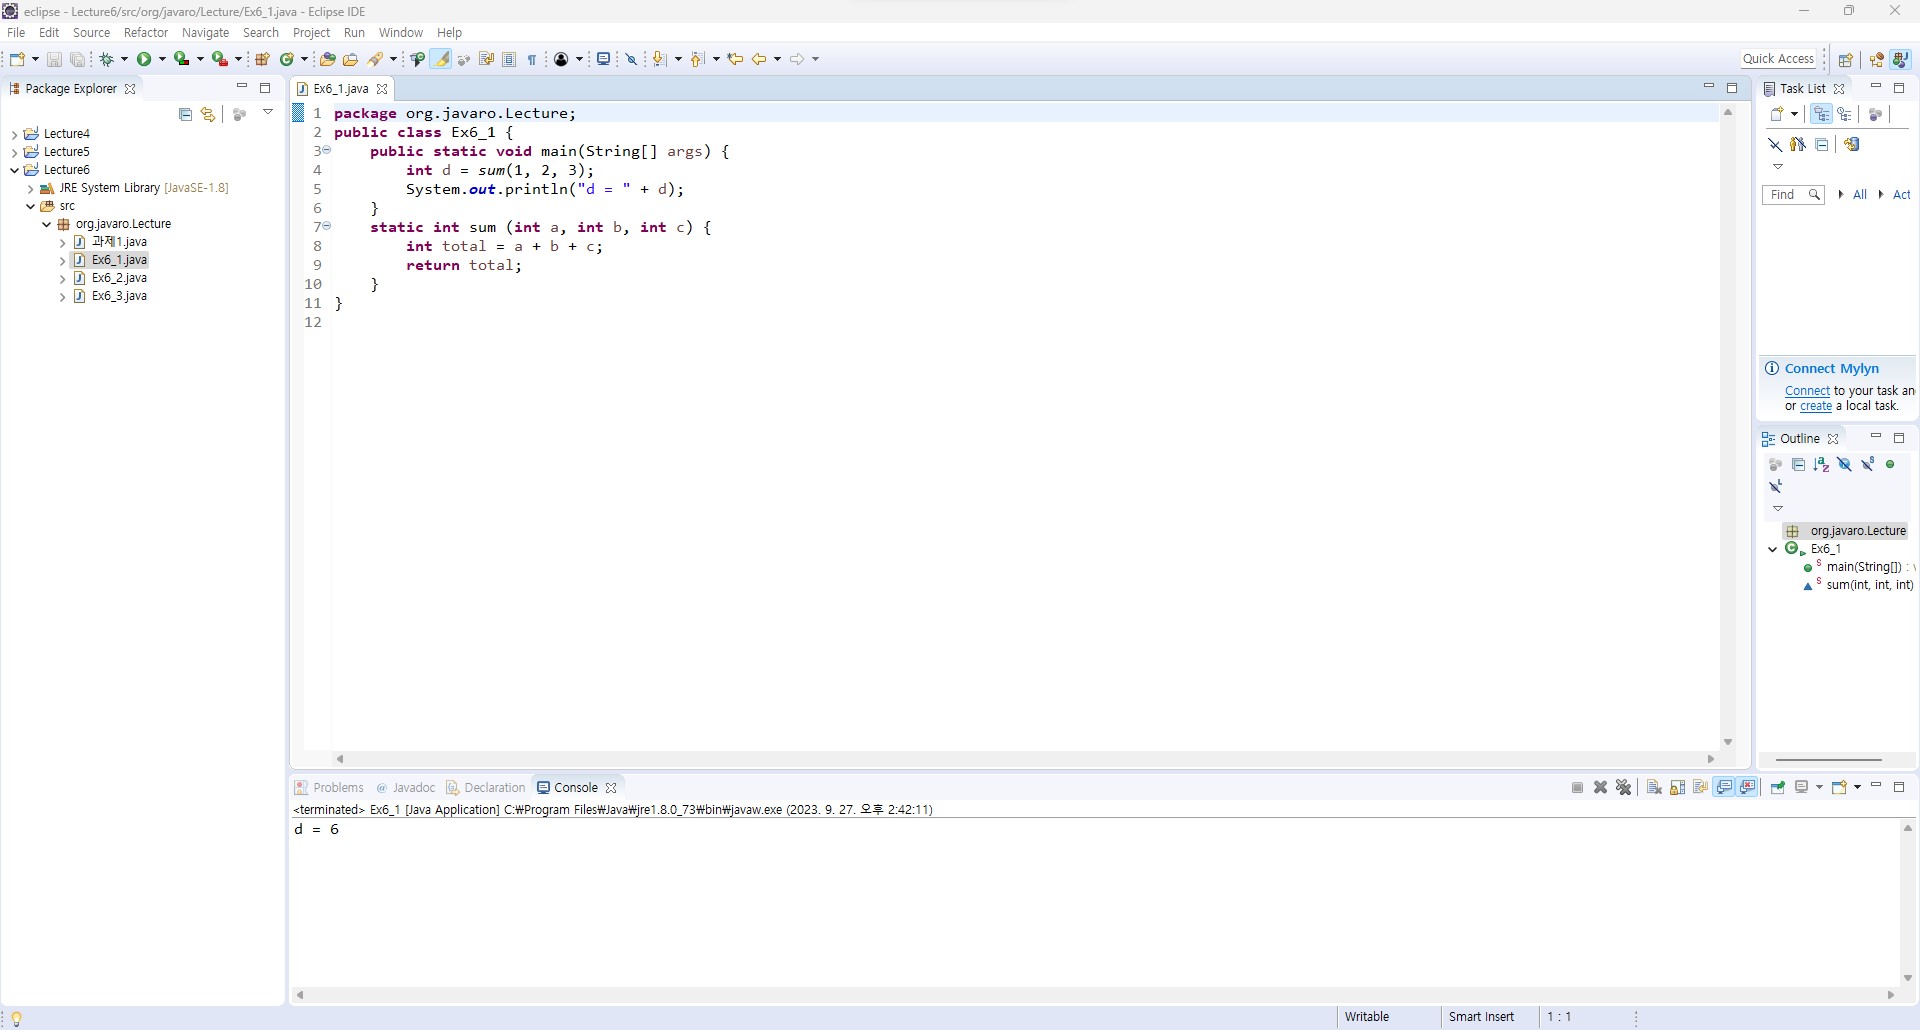 eclipse - Lecture6/src/org/javaro/Lecture/Ex6_1.java - Eclipse IDE
File Edit Source Refactor Navigate Search Project Run Window Help
Quick Access
Package Explorer
Lecture4
Lecture5
Lecture6
JRE System Library [JavaSE-1.8]
src
org.javaro.Lecture
과제1.java
Ex6_1.java
Ex6_2.java
Ex6_3.java
Ex6_1.java
1 package org.javaro.Lecture;
2 public class Ex6_1 {
3 public static void main(String[] args) {
4 int d = sum(1, 2, 3);
5 System.out.println("d = " + d);
6 }
7 static int sum (int a, int b, int c) {
8 int total = a + b + c;
9 return total;
10 }
11 }
12
Task List
Find All Act
Connect Mylyn
Connect to your task an
or create a local task.
Outline
org.javaro.Lecture
Ex6_1
main(String[]) : v
sum(int, int, int)
Problems @ Javadoc Declaration Console
<terminated> Ex6_1 [Java Application] C:₩Program Files₩Java₩jre1.8.0_73₩bin₩javaw.exe (2023. 9. 27. 오후 2:42:11)
d = 6
Writable Smart Insert 1 : 1